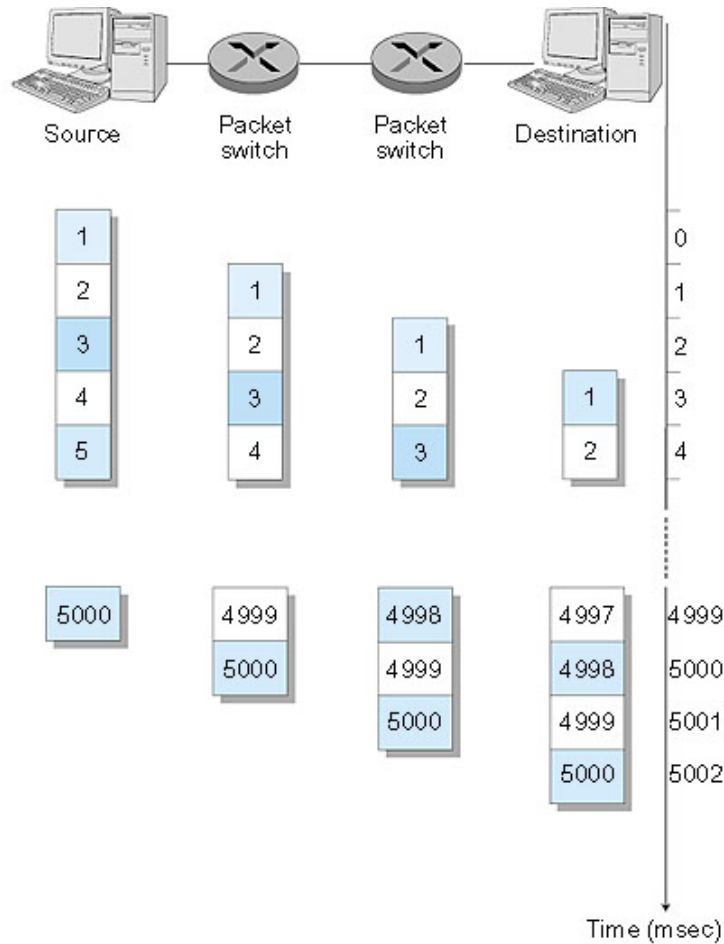 Source Packet switch Packet switch Destination
1 0
2 1 1
3 2 1 2
4 3 2 1 3
5 4 3 2 4
5000 4999 4998 4997 4999
5000 4999 4998 5000
5000 4999 5001
5000 5002
Time (msec)